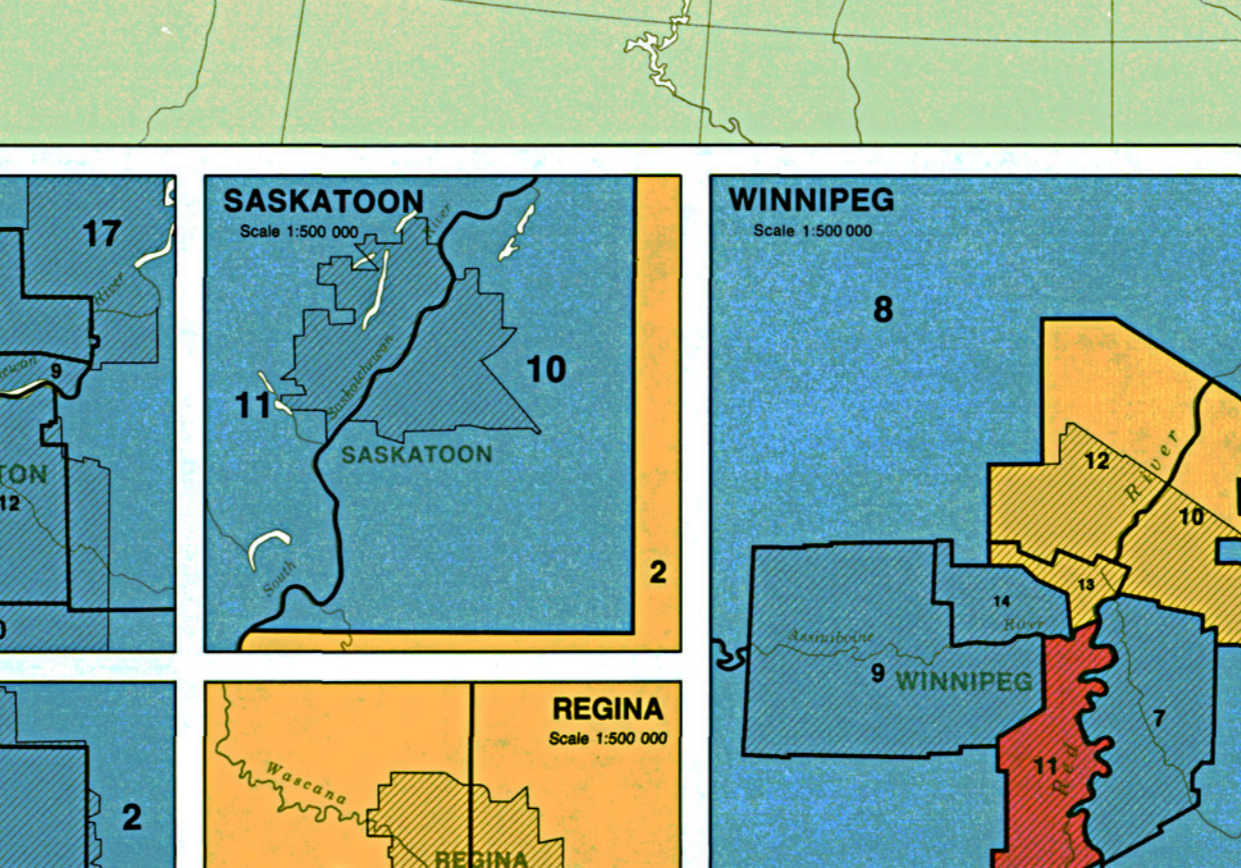 17
River
9
TON
12
2
SASKATOON
Scale 1:500 000
River
Saskatchewan
10
11
SASKATOON
South
2
REGINA
Scale 1:500 000
Wascana
REGINA
WINNIPEG
Scale 1:500 000
8
12
River
10
13
14
River
Assiniboine
9
WINNIPEG
7
11
Red